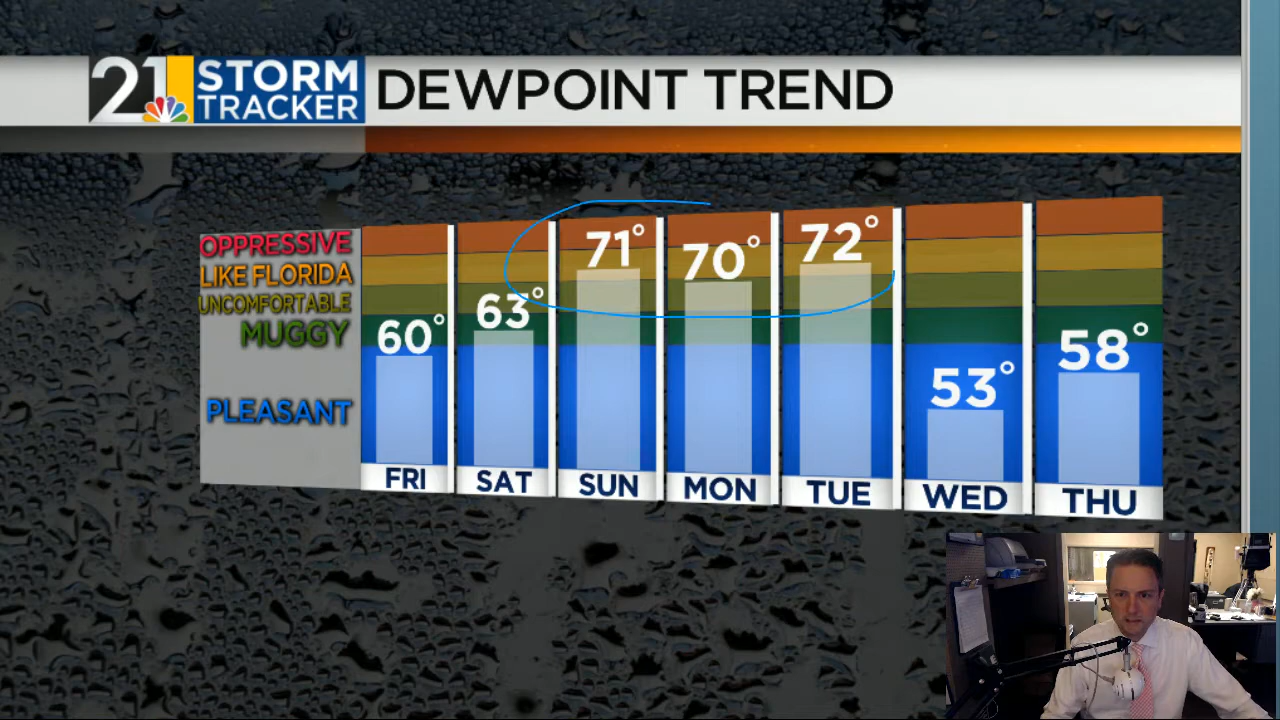 21 STORM TRACKER DEWPOINT TREND
OPPRESSIVE
LIKE FLORIDA
UNCOMFORTABLE
MUGGY
PLEASANT
60° 63° 71° 70° 72° 53° 58°
FRI SAT SUN MON TUE WED THU